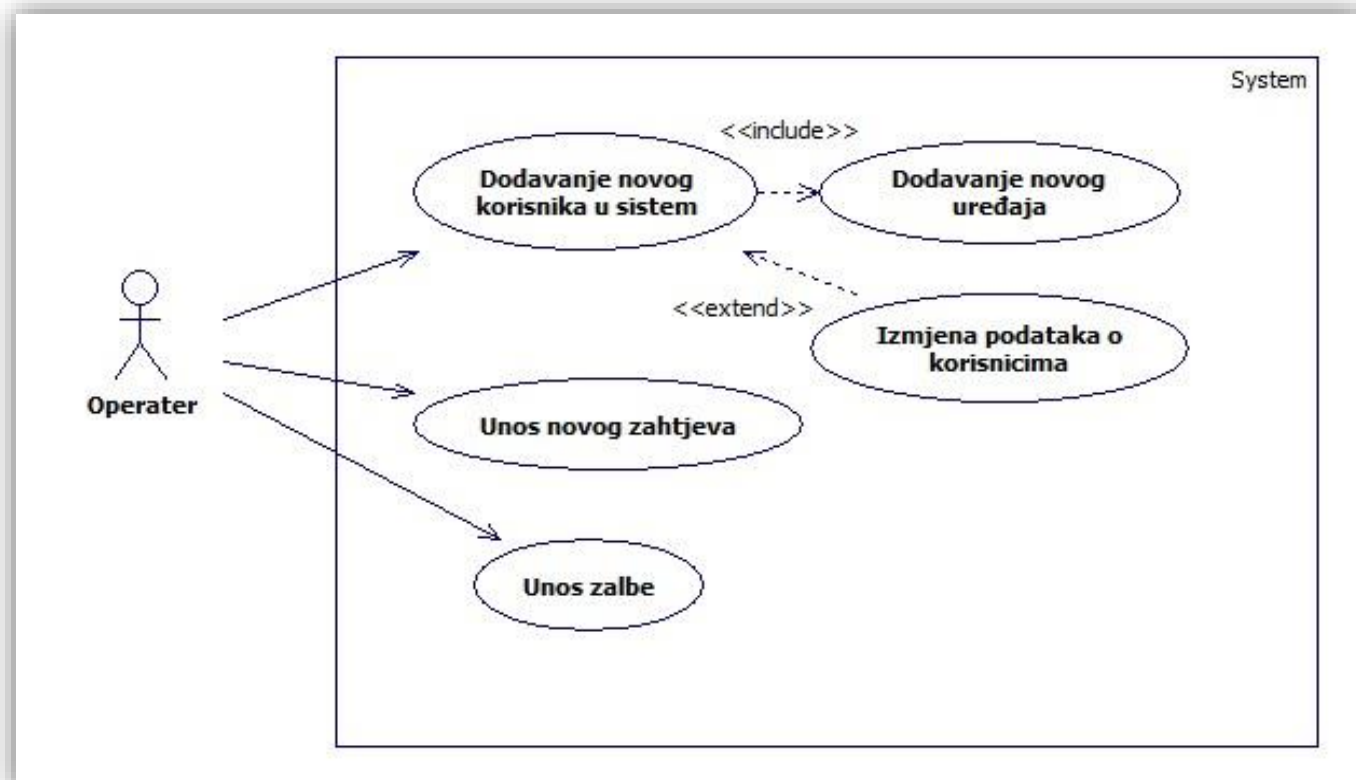 System
<<include>>
Dodavanje novog
korisnika u sistem
Dodavanje novog
uređaja
<<extend>>
Izmjena podataka o
korisnicima
Operater
Unos novog zahtjeva
Unos zalbe